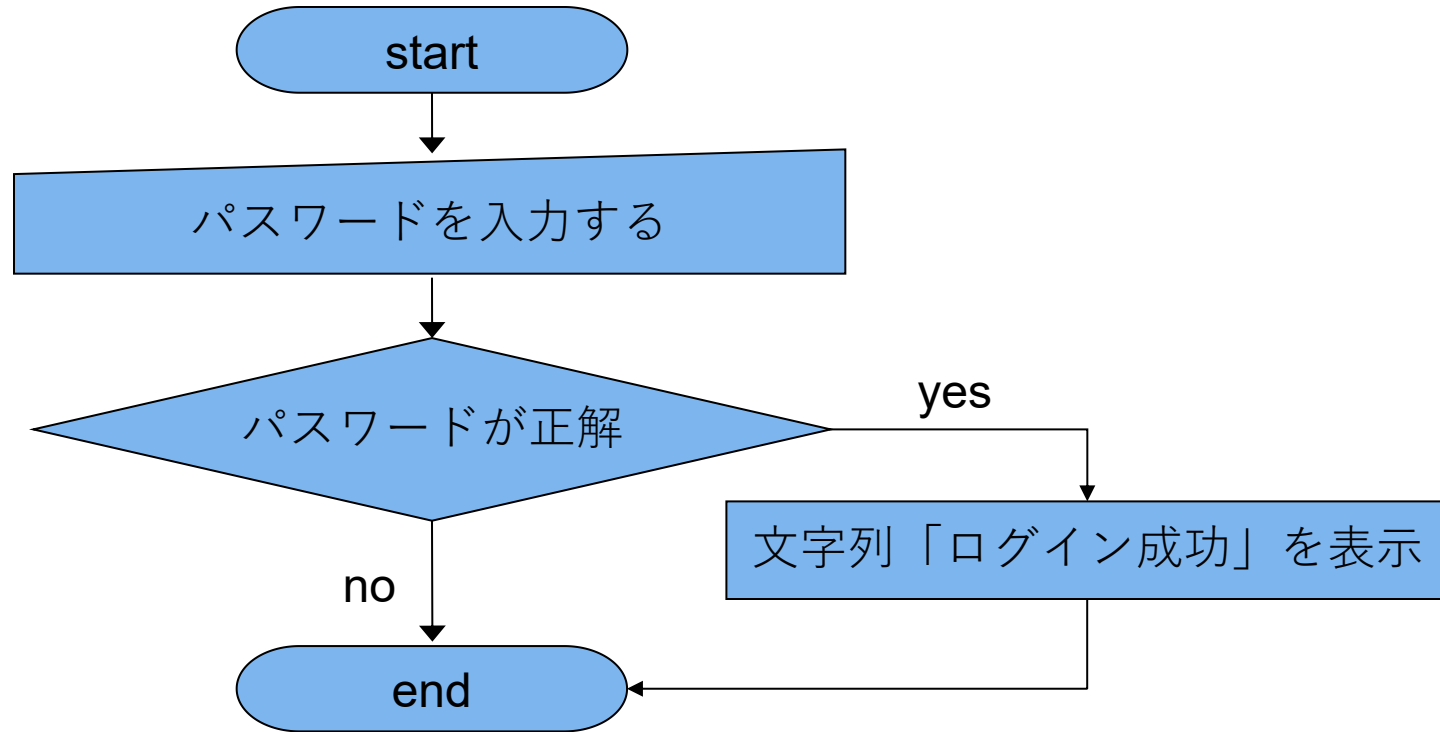 start
パスワードを入力する
パスワードが正解
yes
文字列「ログイン成功」を表示
no
end